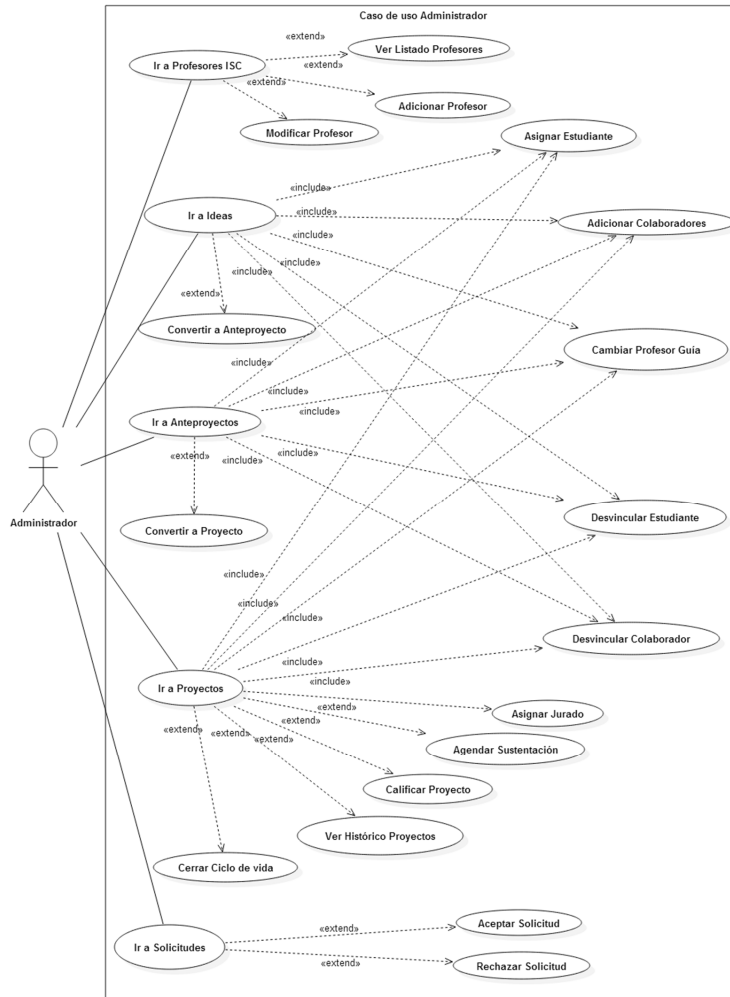 Caso de uso Administrador
«extend»
Ver Listado Profesores
Ir a Profesores ISC
«extend»
«extend»
Adicionar Profesor
Modificar Profesor
Asignar Estudiante
«include»
Ir a Ideas
«include»
Adicionar Colaboradores
«include»
«include»
«include»
«extend»
Convertir a Anteproyecto
Cambiar Profesor Guía
«include»
«include»
Ir a Anteproyectos
«include»
«extend»
«include»
«include»
Administrador
Convertir a Proyecto
Desvincular Estudiante
«include»
«include»
«include»
Desvincular Colaborador
«include»
«include»
Ir a Proyectos
«extend»
Asignar Jurado
«extend»
«extend»
«extend»
«extend»
Agendar Sustentación
Calificar Proyecto
Ver Histórico Proyectos
Cerrar Ciclo de vida
Aceptar Solicitud
«extend»
Ir a Solicitudes
«extend»
Rechazar Solicitud